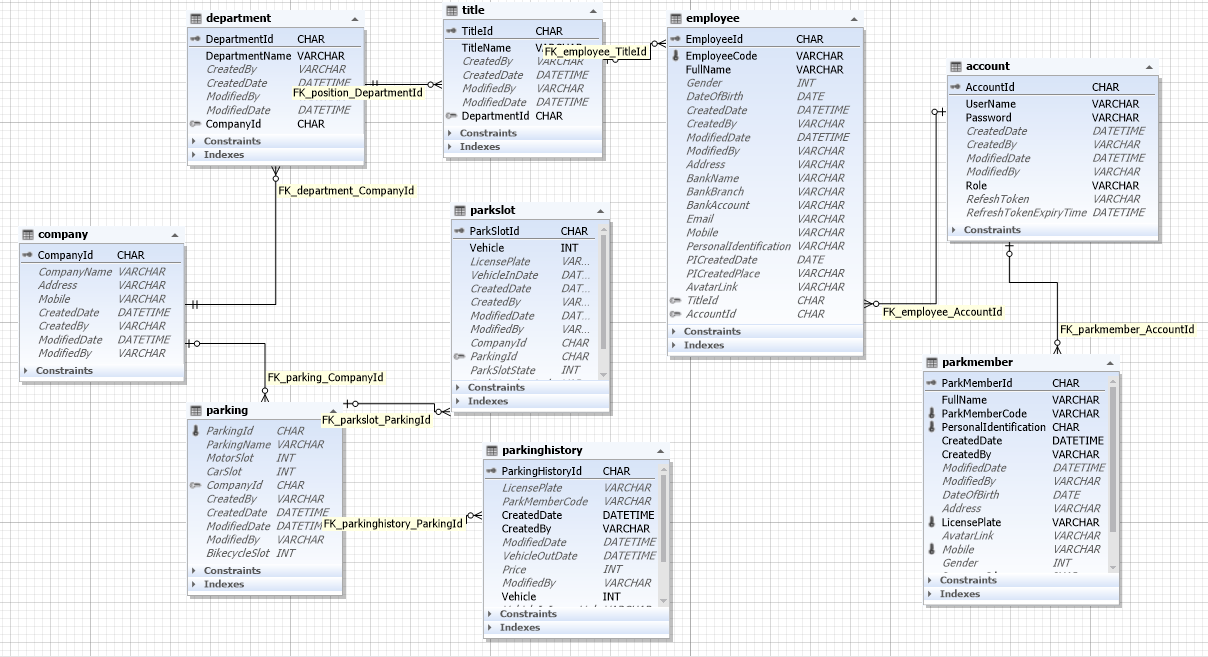 department
DepartmentId CHAR
DepartmentName VARCHAR
CreatedBy VARCHAR
CreatedDate DATETIME
ModifiedBy
ModifiedDate DATETIME
CompanyId CHAR
Constraints
Indexes
FK_position_DepartmentId
title
TitleId CHAR
TitleName
CreatedBy VARCHAR
CreatedDate DATETIME
ModifiedBy VARCHAR
ModifiedDate DATETIME
DepartmentId CHAR
Constraints
Indexes
FK_employee_TitleId
employee
EmployeeId CHAR
EmployeeCode VARCHAR
FullName VARCHAR
Gender INT
DateOfBirth DATE
CreatedDate DATETIME
CreatedBy VARCHAR
ModifiedDate DATETIME
ModifiedBy VARCHAR
Address VARCHAR
BankName VARCHAR
BankBranch VARCHAR
BankAccount VARCHAR
Email VARCHAR
Mobile VARCHAR
PersonalIdentification VARCHAR
PICreatedDate DATE
PICreatedPlace VARCHAR
AvatarLink VARCHAR
TitleId CHAR
AccountId CHAR
Constraints
Indexes
account
AccountId CHAR
UserName VARCHAR
Password VARCHAR
CreatedDate DATETIME
CreatedBy VARCHAR
ModifiedDate DATETIME
ModifiedBy VARCHAR
Role VARCHAR
RefreshToken VARCHAR
RefreshTokenExpiryTime DATETIME
Constraints
FK_department_CompanyId
company
CompanyId CHAR
CompanyName VARCHAR
Address VARCHAR
Mobile VARCHAR
CreatedDate DATETIME
CreatedBy VARCHAR
ModifiedDate DATETIME
ModifiedBy VARCHAR
Constraints
parkslot
ParkSlotId CHAR
Vehicle INT
LicensePlate VAR...
VehicleInDate DAT...
CreatedDate DAT...
CreatedBy VAR...
ModifiedDate DAT...
ModifiedBy VAR...
CompanyId CHAR
ParkingId CHAR
ParkSlotState INT
Constraints
Indexes
FK_employee_AccountId
FK_parkmember_AccountId
FK_parking_CompanyId
FK_parkslot_ParkingId
parking
ParkingId CHAR
ParkingName VARCHAR
MotorSlot INT
CarSlot INT
CompanyId CHAR
CreatedBy VARCHAR
CreatedDate DATETIME
ModifiedDate DATETIM
ModifiedBy VARCHAR
BikecycleSlot INT
Constraints
Indexes
FK_parkinghistory_ParkingId
parkinghistory
ParkingHistoryId CHAR
LicensePlate VARCHAR
ParkMemberCode VARCHAR
CreatedDate DATETIME
CreatedBy VARCHAR
ModifiedDate DATETIME
VehicleOutDate DATETIME
Price INT
ModifiedBy VARCHAR
Vehicle INT
Constraints
Indexes
parkmember
ParkMemberId CHAR
FullName VARCHAR
ParkMemberCode VARCHAR
PersonalIdentification CHAR
CreatedDate DATETIME
CreatedBy VARCHAR
ModifiedDate DATETIME
ModifiedBy VARCHAR
DateOfBirth DATE
Address VARCHAR
LicensePlate VARCHAR
AvatarLink VARCHAR
Mobile VARCHAR
Gender INT
Constraints
Indexes